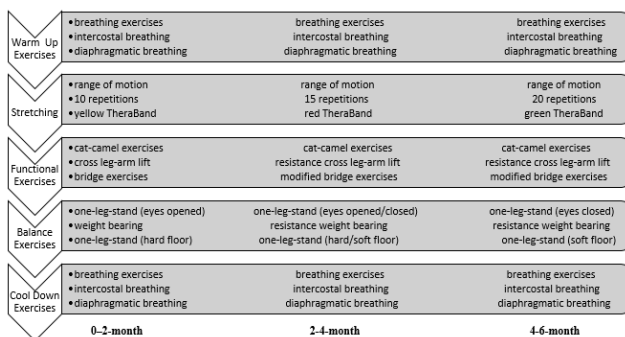 Warm Up
Exercises
•breathing exercises breathing exercises breathing exercises
•intercostal breathing intercostal breathing intercostal breathing
•diaphragmatic breathing diaphragmatic breathing diaphragmatic breathing
Stretching
•range of motion range of motion range of motion
•10 repetitions 15 repetitions 20 repetitions
•yellow TheraBand red TheraBand green TheraBand
Functional
Exercises
•cat-camel exercises cat-camel exercises cat-camel exercises
•cross leg-arm lift resistance cross leg-arm lift resistance cross leg-arm lift
•bridge exercises modified bridge exercises modified bridge exercises
Balance
Exercises
•one-leg-stand (eyes opened) one-leg-stand (eyes opened/closed) one-leg-stand (eyes closed)
•weight bearing resistance weight bearing resistance weight bearing
•one-leg-stand (hard floor) one-leg-stand (hard/soft floor) one-leg-stand (soft floor)
Cool Down
Exercises
•breathing exercises breathing exercises breathing exercises
•intercostal breathing intercostal breathing intercostal breathing
•diaphragmatic breathing diaphragmatic breathing diaphragmatic breathing
0–2-month 2-4-month 4-6-month